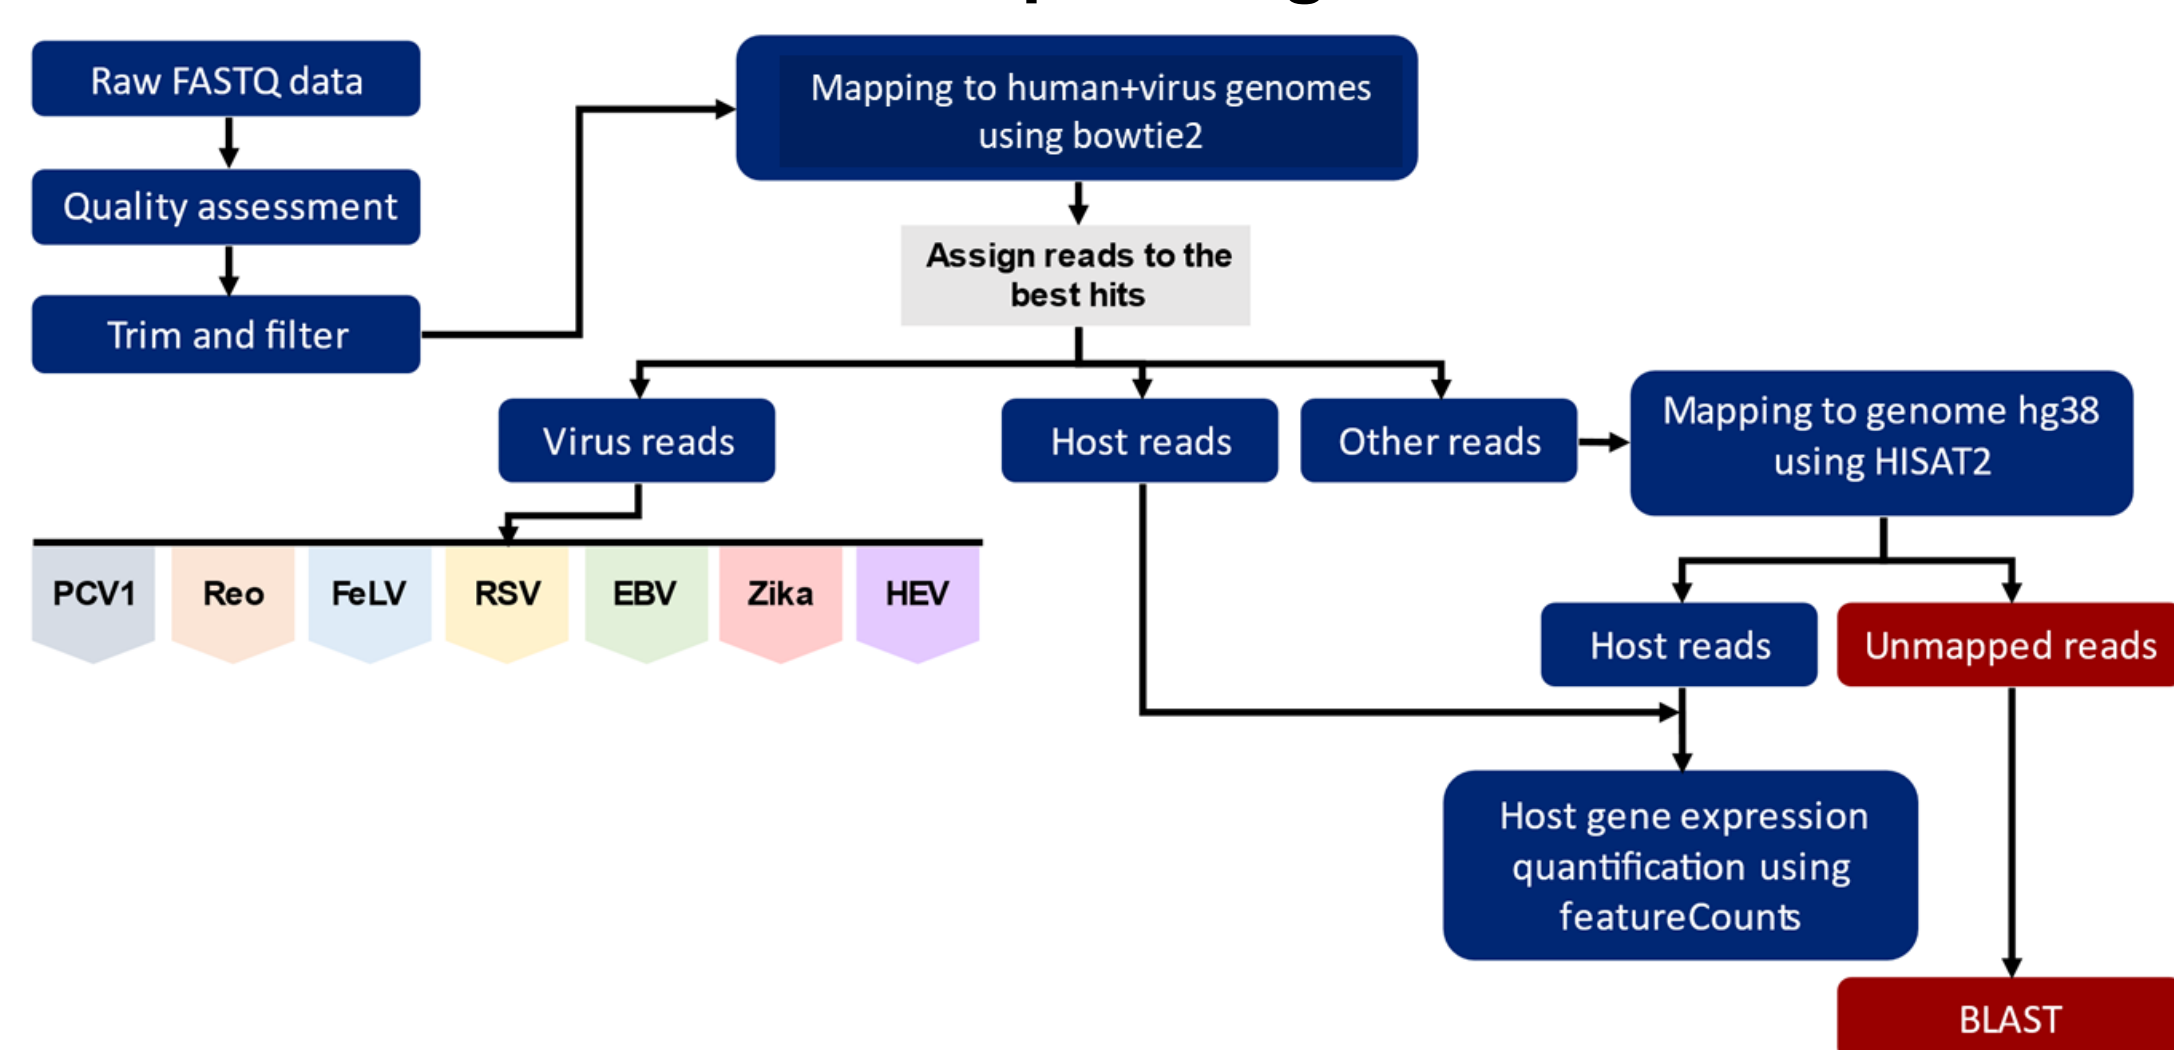 Raw FASTQ data
Quality assessment
Trim and filter
Mapping to human+virus genomes
using bowtie2
Assign reads to the
best hits
Virus reads
Host reads
Other reads
Mapping to genome hg38
using HISAT2
PCV1
Reo
FeLV
RSV
EBV
Zika
HEV
Host reads
Unmapped reads
Host gene expression
quantification using
featureCounts
BLAST